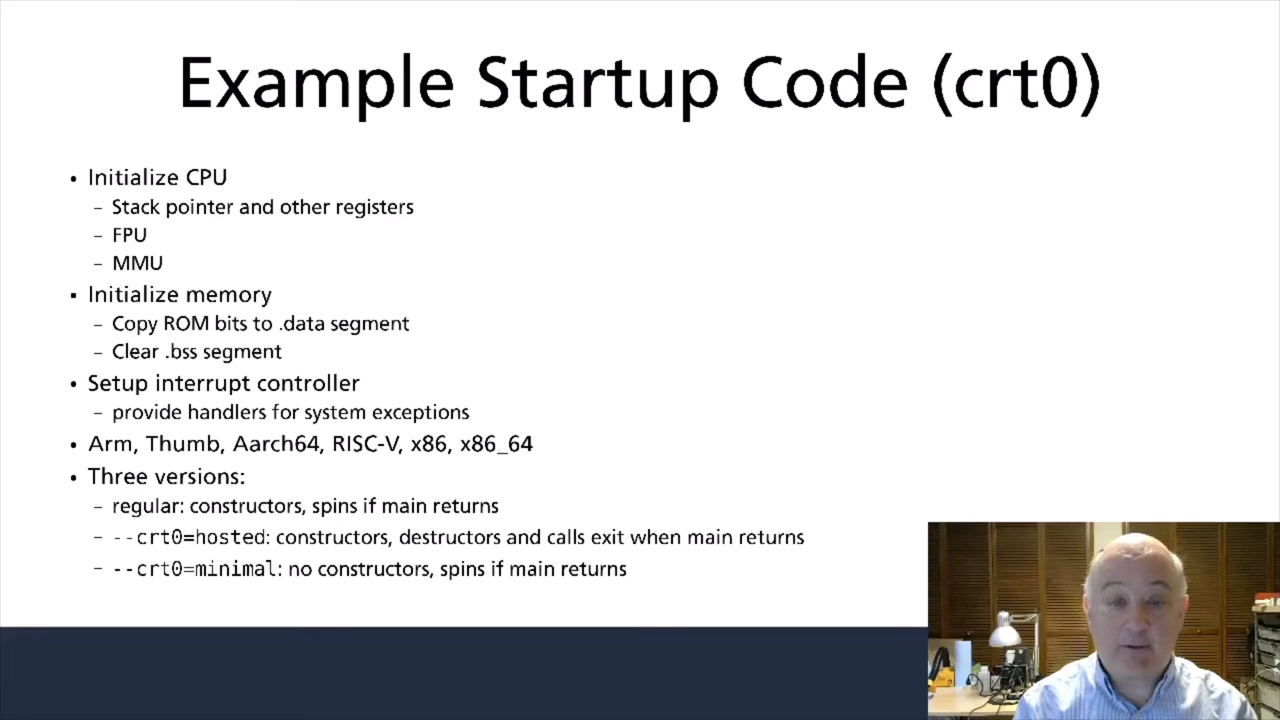 Example Startup Code (crt0)
• Initialize CPU
– Stack pointer and other registers
– FPU
– MMU
• Initialize memory
– Copy ROM bits to .data segment
– Clear .bss segment
• Setup interrupt controller
– provide handlers for system exceptions
• Arm, Thumb, Aarch64, RISC-V, x86, x86_64
• Three versions:
– regular: constructors, spins if main returns
– --crt0=hosted: constructors, destructors and calls exit when main returns
– --crt0=minimal: no constructors, spins if main returns